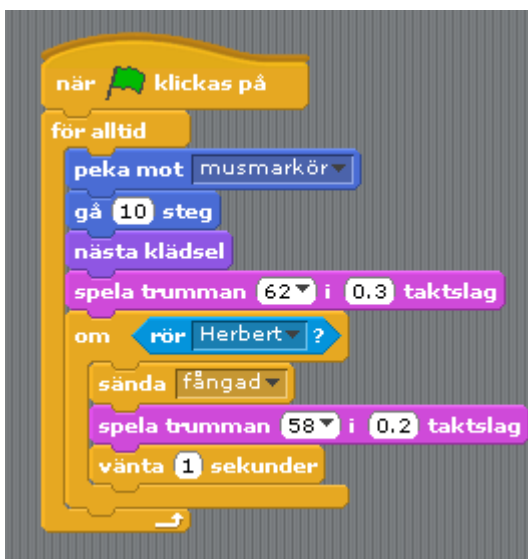 när klickas på
för alltid
peka mot musmarkör
gå 10 steg
nästa klädsel
spela trumman 62 i 0.3 taktslag
om rör Herbert ?
sända fångad
spela trumman 58 i 0.2 taktslag
vänta 1 sekunder